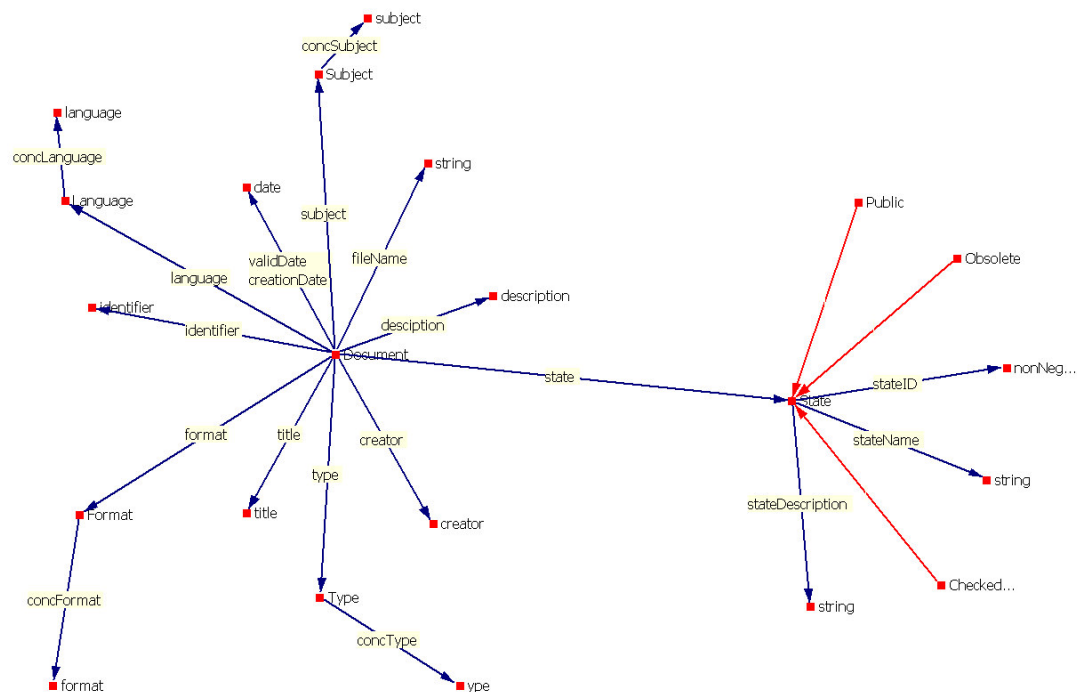 subject
concSubject
Subject
language
concLanguage
Language
string
date
subject
Public
validDate
creationDate
fileName
Obsolete
language
description
identifier
identifier
desciption
Document
state
nonNeg...
stateID
State
format
title
creator
stateName
type
string
stateDescription
Format
title
creator
Checked...
concFormat
Type
string
concType
format
ype